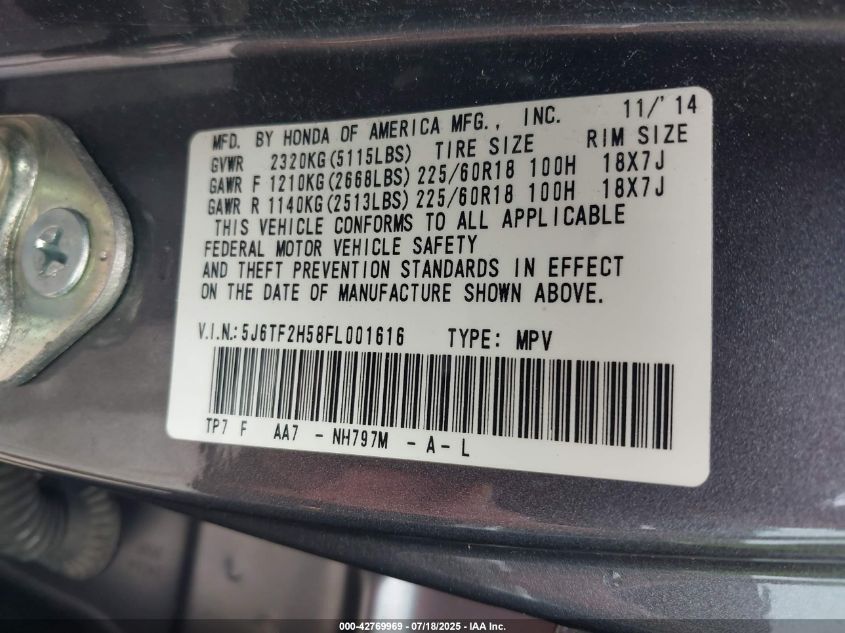 MFD. BY HONDA OF AMERICA MFG., INC. 11/'14
GVWR 2320KG(5115LBS) TIRE SIZE RIM SIZE
GAWR F 1210KG(2668LBS) 225/60R18 100H 18X7J
GAWR R 1140KG(2513LBS) 225/60R18 100H 18X7J
THIS VEHICLE CONFORMS TO ALL APPLICABLE
FEDERAL MOTOR VEHICLE SAFETY
AND THEFT PREVENTION STANDARDS IN EFFECT
ON THE DATE OF MANUFACTURE SHOWN ABOVE.
V.I.N.: 5J6TF2H58FL001616 TYPE: MPV
TP7 F AA7 - NH797M - A - L
000-42769969 - 07/18/2025 - IAA Inc.